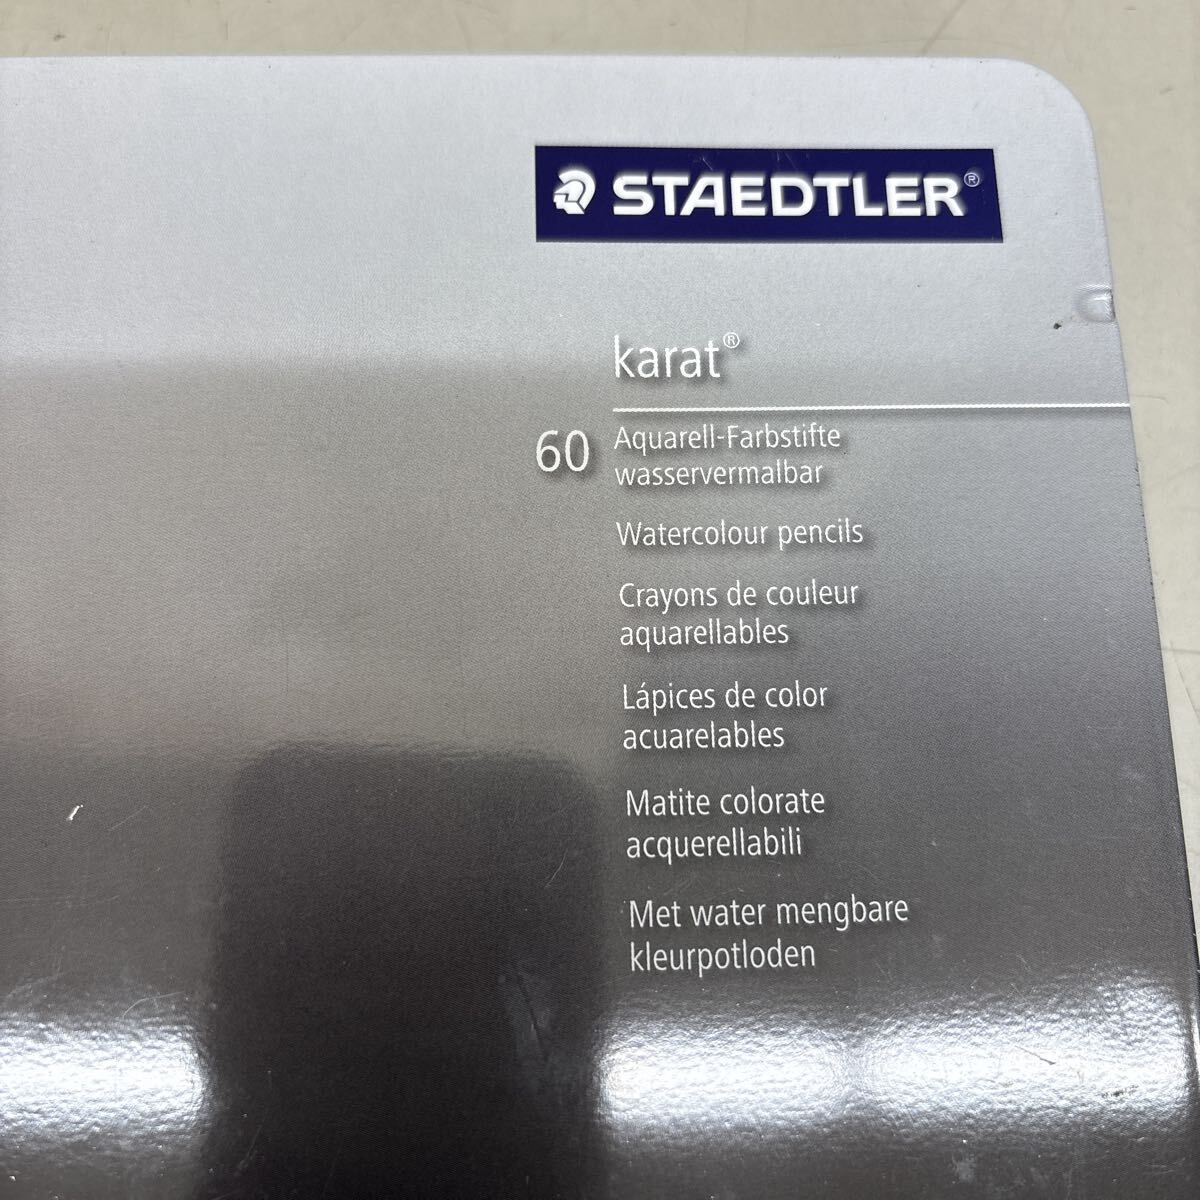 STAEDTLER®
karat®
60 Aquarell-Farbstifte
wasservermalbar
Watercolour pencils
Crayons de couleur
aquarellables
Lápices de color
acuarelables
Matite colorate
acquerellabili
Met water mengbare
kleurpotloden